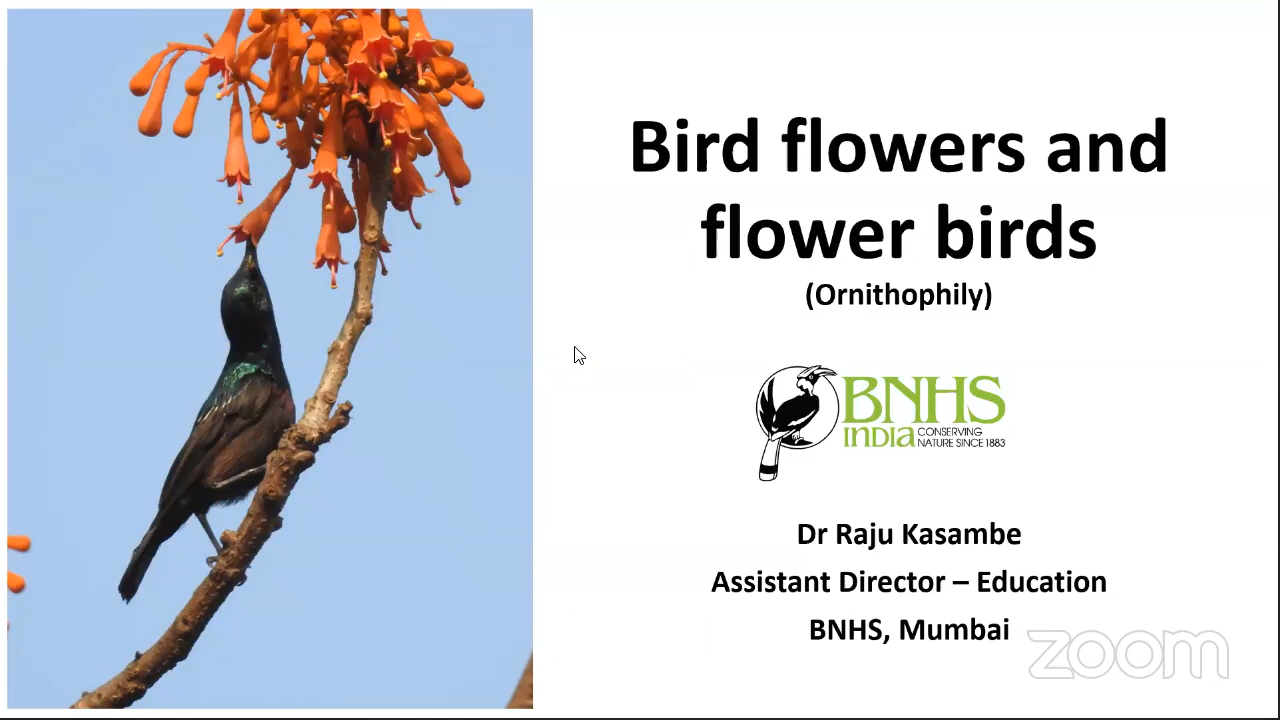 Bird flowers and
flower birds
(Ornithophily)
BNHS
INDIA CONSERVING
NATURE SINCE 1883
Dr Raju Kasambe
Assistant Director – Education
BNHS, Mumbai
zoom